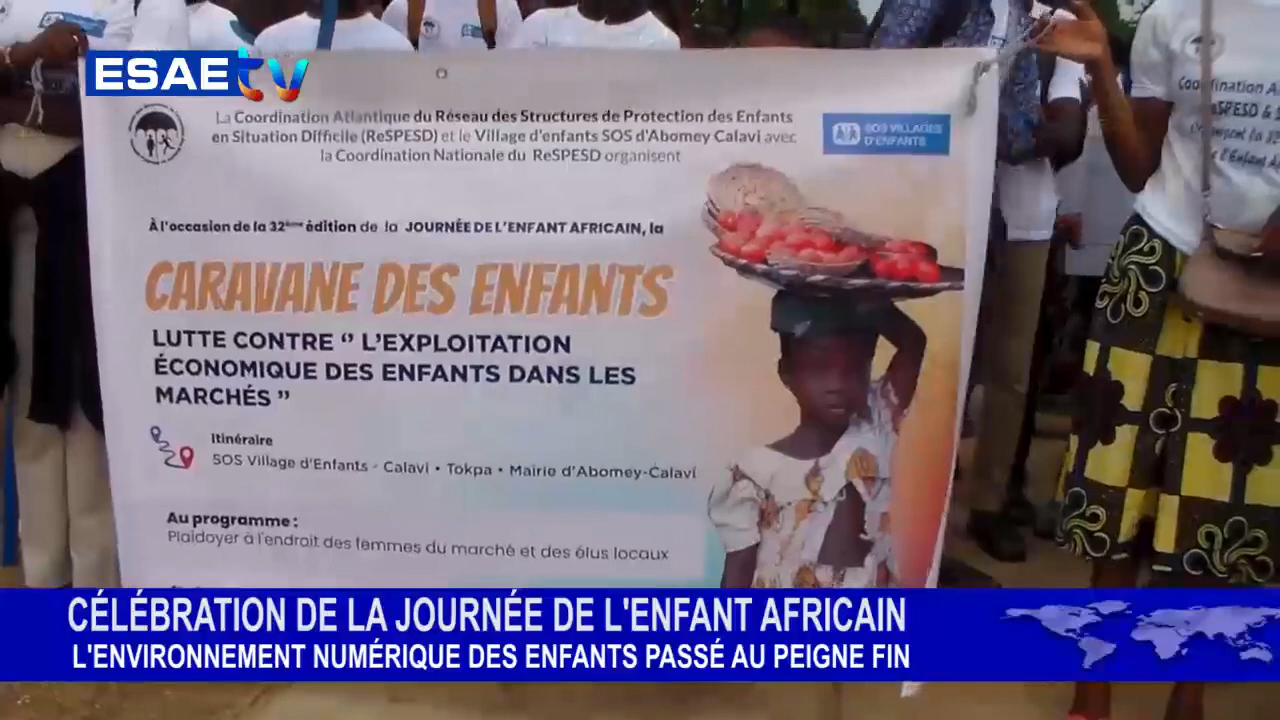 ESAE tv
La Coordination Atlantique du Réseau des Structures de Protection des Enfants
en Situation Difficile (ReSPESD) et le Village d'enfants SOS d'Abomey Calavi avec
la Coordination Nationale du ReSPESD organisent
SOS VILLAGES
D'ENFANTS
À l'occasion de la 32ème édition de la JOURNÉE DE L'ENFANT AFRICAIN, la
CARAVANE DES ENFANTS
LUTTE CONTRE “ L'EXPLOITATION
ÉCONOMIQUE DES ENFANTS DANS LES
MARCHÉS ”
Itinéraire
SOS Village d'Enfants - Calavi • Tokpa • Mairie d'Abomey-Calavi
Au programme :
Plaidoyer à l'endroit des femmes du marché et des élus locaux
Coordination A
ReSPESD &
d'Enfant
CÉLÉBRATION DE LA JOURNÉE DE L'ENFANT AFRICAIN
L'ENVIRONNEMENT NUMÉRIQUE DES ENFANTS PASSÉ AU PEIGNE FIN